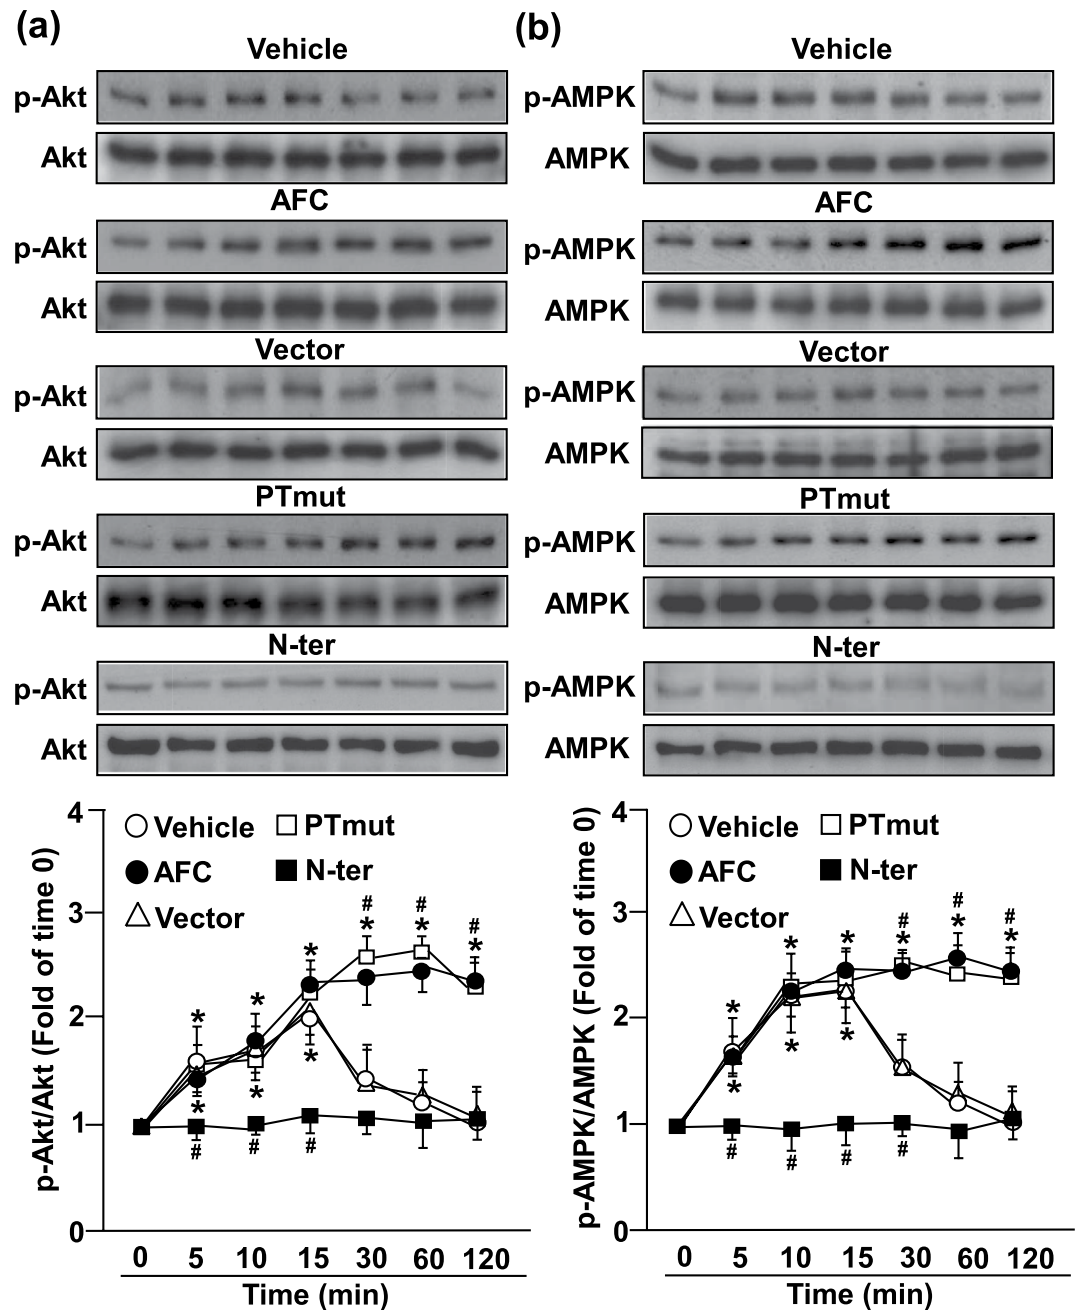 (a)
Vehicle
p-Akt
Akt
AFC
p-Akt
Akt
Vector
p-Akt
Akt
PTmut
p-Akt
Akt
N-ter
p-Akt
Akt
4
3
2
1
0
p-Akt/Akt (Fold of time 0)
Vehicle PTmut
AFC N-ter
Vector
# #
* * #
* *
* *
*
* *
# # #
0 5 10 15 30 60 120
Time (min)
(b)
Vehicle
p-AMPK
AMPK
AFC
p-AMPK
AMPK
Vector
p-AMPK
AMPK
PTmut
p-AMPK
AMPK
N-ter
p-AMPK
AMPK
4
3
2
1
0
p-AMPK/AMPK (Fold of time 0)
Vehicle PTmut
AFC N-ter
Vector
# # #
* * * * *
*
* *
*
# # # #
0 5 10 15 30 60 120
Time (min)